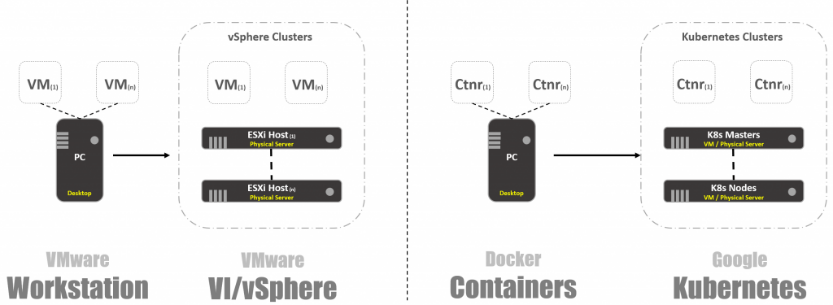 vSphere Clusters
VM(1) VM(n)
VM(1) VM(n)
PC
Desktop
ESXi Host (1)
Physical Server
ESXi Host (n)
Physical Server
VMware
Workstation
VMware
VI/vSphere
Kubernetes Clusters
Ctnr(1) Ctnr(n)
Ctnr(1) Ctnr(n)
PC
Desktop
K8s Masters
VM / Physical Server
K8s Nodes
VM / Physical Server
Docker
Containers
Google
Kubernetes